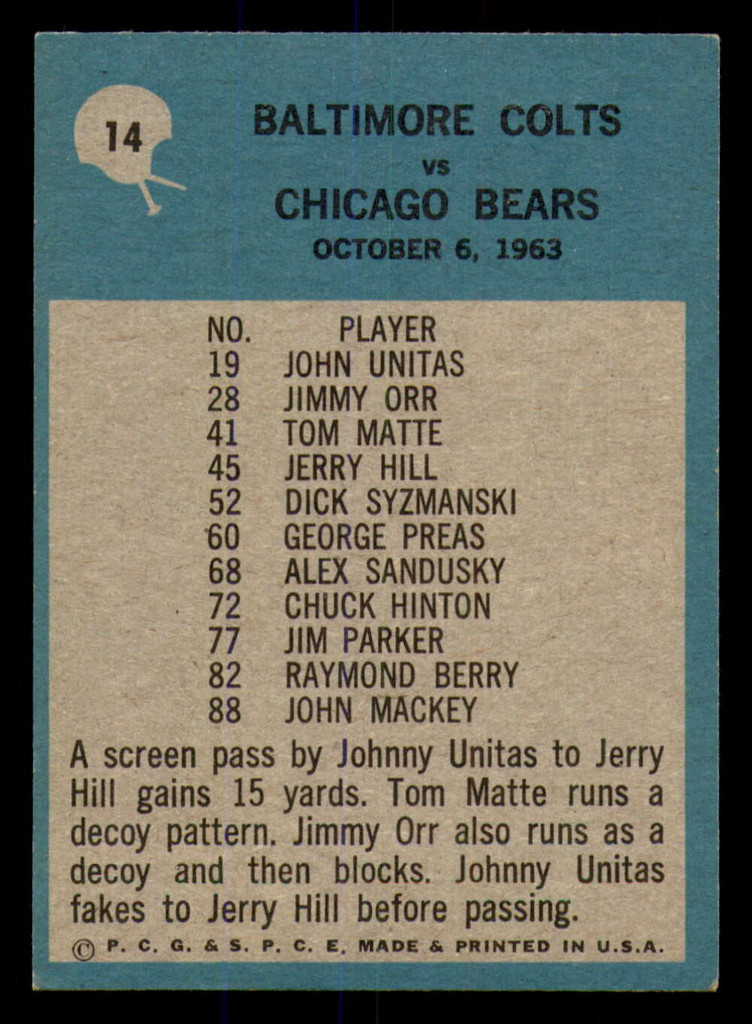 14
BALTIMORE COLTS
VS
CHICAGO BEARS
OCTOBER 6, 1963
NO. PLAYER
19 JOHN UNITAS
28 JIMMY ORR
41 TOM MATTE
45 JERRY HILL
52 DICK SYZMANSKI
60 GEORGE PREAS
68 ALEX SANDUSKY
72 CHUCK HINTON
77 JIM PARKER
82 RAYMOND BERRY
88 JOHN MACKEY
A screen pass by Johnny Unitas to Jerry
Hill gains 15 yards. Tom Matte runs a
decoy pattern. Jimmy Orr also runs as a
decoy and then blocks. Johnny Unitas
fakes to Jerry Hill before passing.
© P. C. G. & S. P. C. E. MADE & PRINTED IN U.S.A.